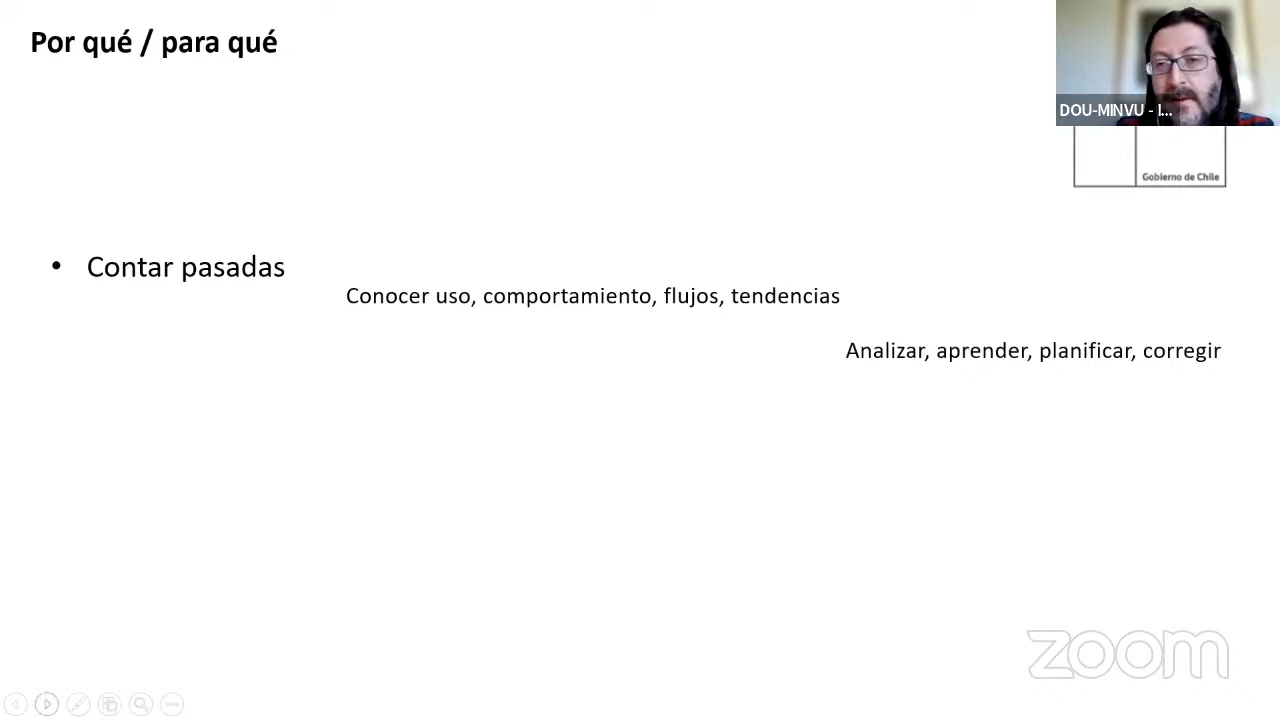 Por qué / para qué
DOU-MINVU - I...
Gobierno de Chile
• Contar pasadas
Conocer uso, comportamiento, flujos, tendencias
Analizar, aprender, planificar, corregir
zoom